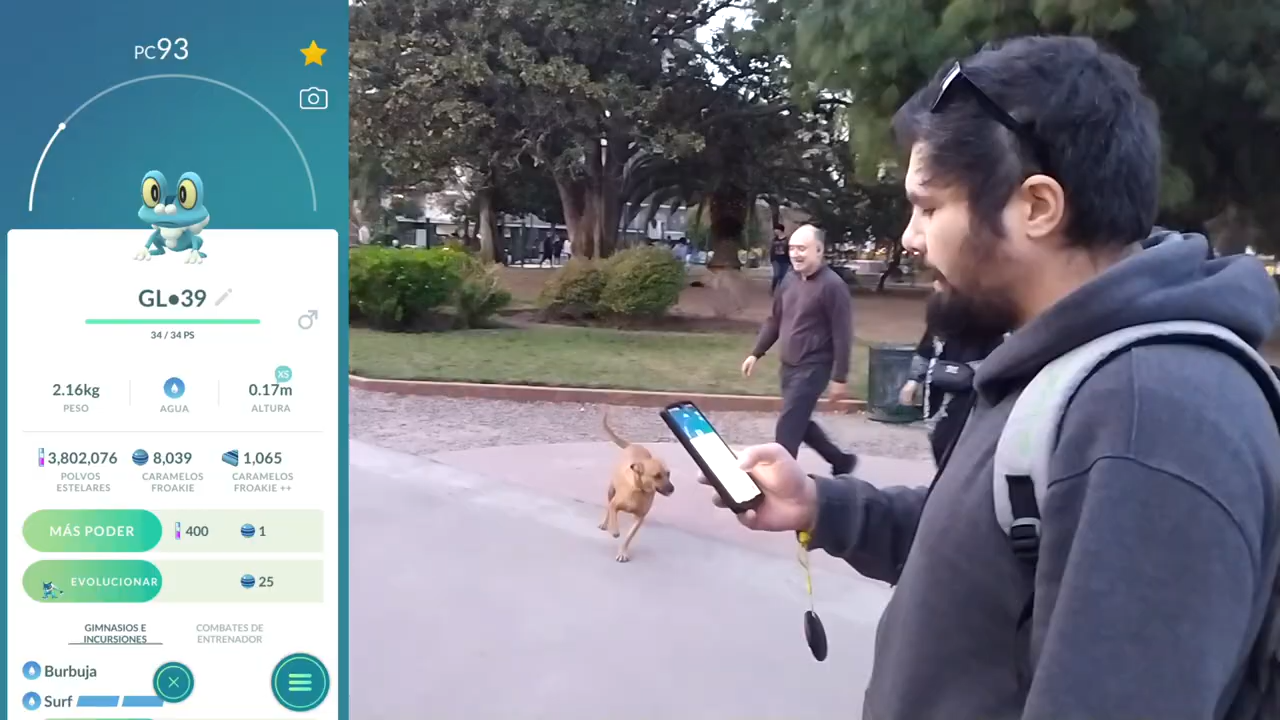 PC93
GL●39
34 / 34 PS
XS
2.16kg
0.17m
PESO
AGUA
ALTURA
3,802,076
8,039
1,065
POLVOS ESTELARES
CARAMELOS FROAKIE
CARAMELOS FROAKIE ++
MÁS PODER
400
1
EVOLUCIONAR
25
GIMNASIOS E INCURSIONES
COMBATES DE ENTRENADOR
Burbuja
Surf